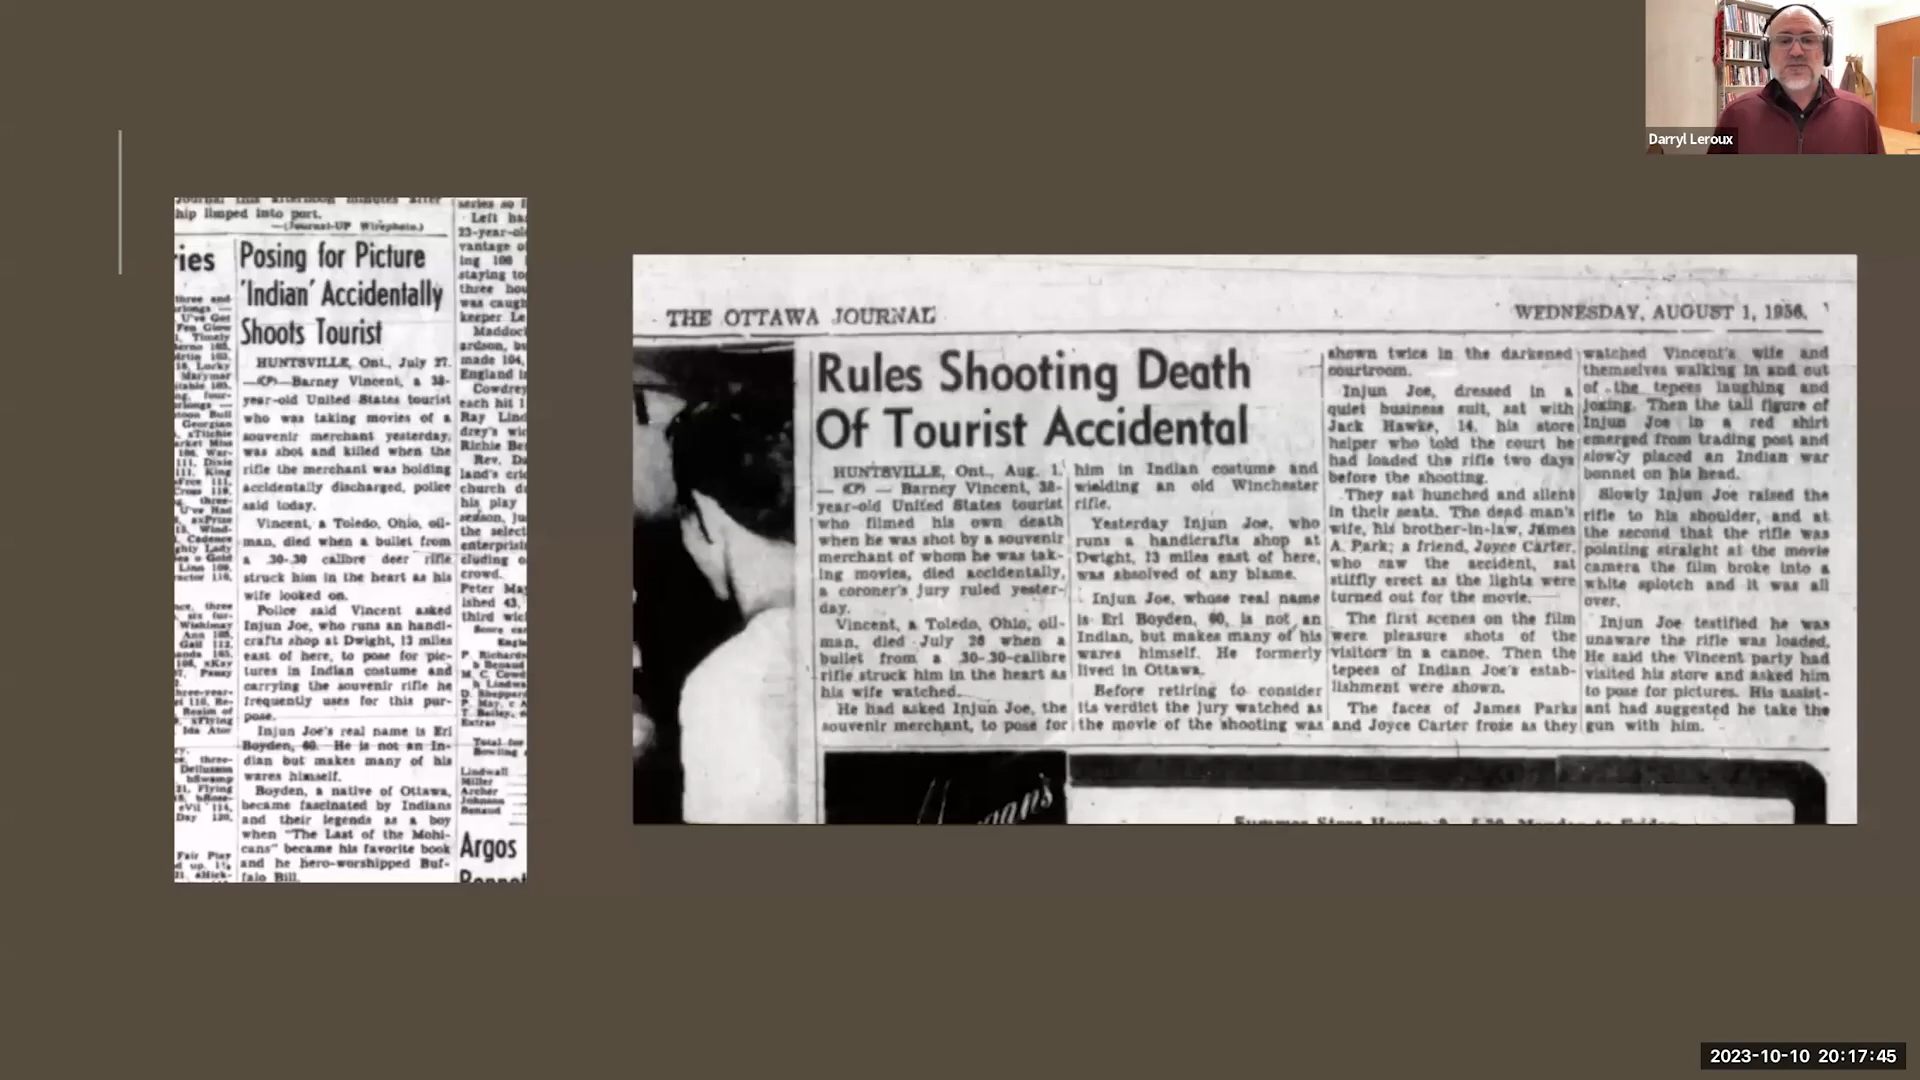 Darryl Leroux
hip limped into port.
—(Journal-UP Wirephoto.)
ries
Posing for Picture
'Indian' Accidentally
Shoots Tourist
HUNTSVILLE, Ont., July 27.
—(CP)—Barney Vincent, a 38-
year-old United States tourist
who was taking movies of a
souvenir merchant yesterday,
was shot and killed when the
rifle the merchant was holding
accidentally discharged, police
said today.
Vincent, a Toledo, Ohio, oil-
man, died when a bullet from
a .30-.30 calibre deer rifle
struck him in the heart as his
wife looked on.
Police said Vincent asked
Injun Joe, who runs an handi-
crafts shop at Dwight, 13 miles
east of here, to pose for pic-
tures in Indian costume and
carrying the souvenir rifle he
frequently uses for this pur-
pose.
Injun Joe's real name is Erl
Boyden, 60. He is not an In-
dian but makes many of his
wares himself.
Boyden, a native of Ottawa,
became fascinated by Indians
and their legends as a boy
when "The Last of the Mohi-
cans" became his favorite book
and he hero-worshipped Buf-
falo Bill.
Argos
THE OTTAWA JOURNAL
WEDNESDAY, AUGUST 1, 1956.
Rules Shooting Death
Of Tourist Accidental
HUNTSVILLE, Ont., Aug. 1.
— (CP) — Barney Vincent, 38-
year-old United States tourist
who filmed his own death
when he was shot by a souvenir
merchant of whom he was tak-
ing movies, died accidentally,
a coroner's jury ruled yester-
day.
Vincent, a Toledo, Ohio, oil-
man, died July 26 when a
bullet from a .30-.30-calibre
rifle struck him in the heart as
his wife watched.
He had asked Injun Joe, the
souvenir merchant, to pose for
him in Indian costume and
wielding an old Winchester
rifle.
Yesterday Injun Joe, who
runs a handicrafts shop at
Dwight, 13 miles east of here,
was absolved of any blame.
Injun Joe, whose real name
is Erl Boyden, 60, is not an
Indian, but makes many of his
wares himself. He formerly
lived in Ottawa.
Before retiring to consider
its verdict the jury watched as
the movie of the shooting was
shown twice in the darkened
courtroom.
Injun Joe, dressed in a
quiet business suit, sat with
Jack Hawke, 14, his store
helper who told the court he
had loaded the rifle two days
before the shooting.
They sat hunched and silent
in their seats. The dead man's
wife, his brother-in-law, James
A. Park; a friend, Joyce Carter,
who saw the accident, sat
stiffly erect as the lights were
turned out for the movie.
The first scenes on the film
were pleasure shots of the
visitors in a canoe. Then the
tepees of Indian Joe's estab-
lishment were shown.
The faces of James Parks
and Joyce Carter froze as they
watched Vincent's wife and
themselves walking in and out
of the tepees laughing and
joking. Then the tall figure of
Injun Joe in a red shirt
emerged from trading post and
slowly placed an Indian war
bonnet on his head.
Slowly Injun Joe raised the
rifle to his shoulder, and at
the second that the rifle was
pointing straight at the movie
camera the film broke into a
white splotch and it was all
over.
Injun Joe testified he was
unaware the rifle was loaded.
He said the Vincent party had
visited his store and asked him
to pose for pictures. His assist-
ant had suggested he take the
gun with him.
2023-10-10 20:17:45